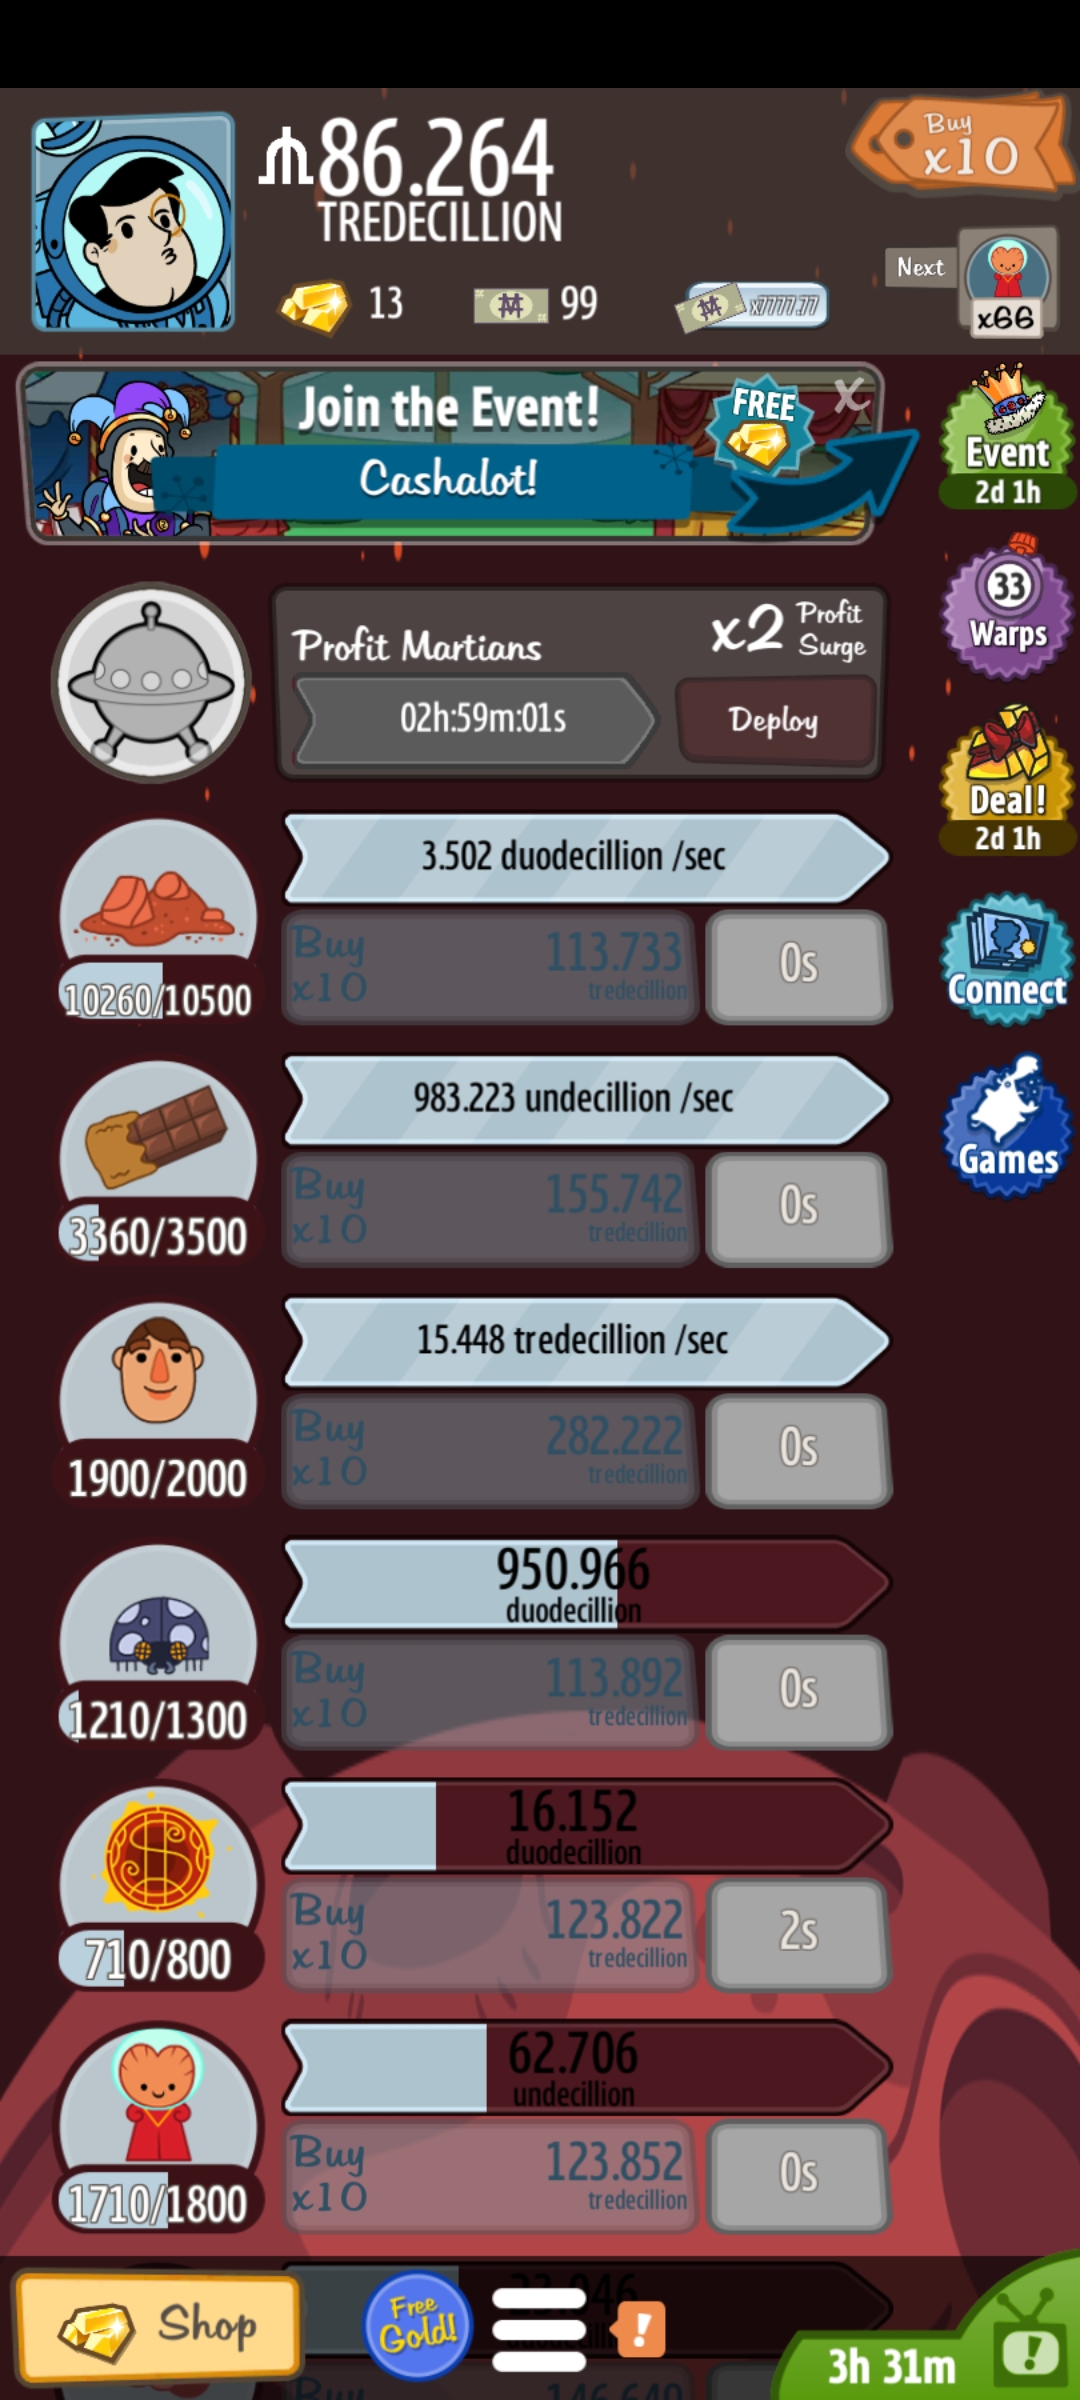 86.264
TREDECILLION
Buy
x10
13
99
x7777.77
Next
x66
Join the Event!
Cashalot!
FREE
X
Event
2d 1h
33
Warps
Profit Martians
x2 Profit
Surge
02h:59m:01s
Deploy
Deal!
2d 1h
3.502 duodecillion /sec
10260/10500
Buy
x10
113.733
tredecillion
0s
Connect
983.223 undecillion /sec
3360/3500
Buy
x10
155.742
tredecillion
0s
Games
15.448 tredecillion /sec
1900/2000
Buy
x10
282.222
tredecillion
0s
950.966
duodecillion
1210/1300
Buy
x10
113.892
tredecillion
0s
16.152
duodecillion
710/800
Buy
x10
123.822
tredecillion
2s
62.706
undecillion
1710/1800
Buy
x10
123.852
tredecillion
0s
Shop
Free
Gold!
!
3h 31m
!
Buy
146.640